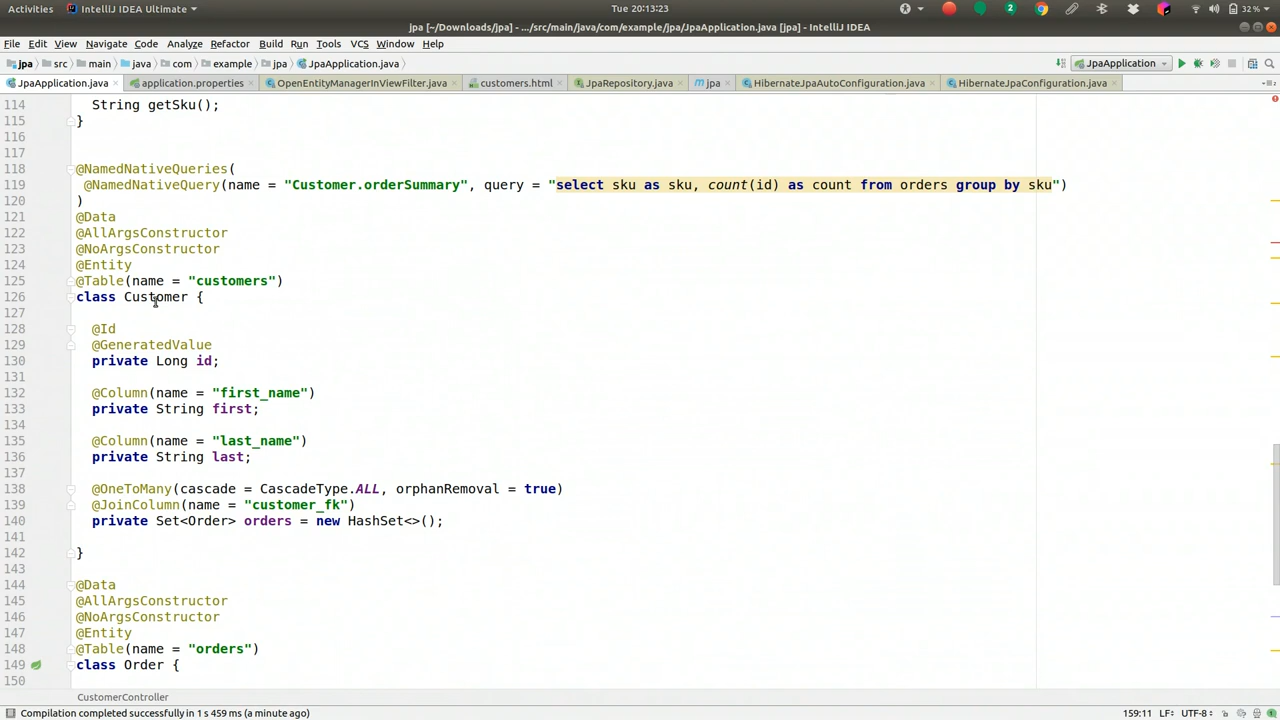 Activities IntelliJ IDEA Ultimate Tue 20:13:23 2 32 %
jpa [~/Downloads/jpa] - .../src/main/java/com/example/jpa/JpaApplication.java [jpa] - IntelliJ IDEA
File Edit View Navigate Code Analyze Refactor Build Run Tools VCS Window Help
jpa src main java com example jpa JpaApplication.java JpaApplication
JpaApplication.java application.properties OpenEntityManagerInViewFilter.java customers.html JpaRepository.java jpa HibernateJpaAutoConfiguration.java HibernateJpaConfiguration.java
114 String getSku();
115 }
116
117
118 @NamedNativeQueries(
119 @NamedNativeQuery(name = "Customer.orderSummary", query = "select sku as sku, count(id) as count from orders group by sku")
120 )
121 @Data
122 @AllArgsConstructor
123 @NoArgsConstructor
124 @Entity
125 @Table(name = "customers")
126 class Customer {
127
128 @Id
129 @GeneratedValue
130 private Long id;
131
132 @Column(name = "first_name")
133 private String first;
134
135 @Column(name = "last_name")
136 private String last;
137
138 @OneToMany(cascade = CascadeType.ALL, orphanRemoval = true)
139 @JoinColumn(name = "customer_fk")
140 private Set<Order> orders = new HashSet<>();
141
142 }
143
144 @Data
145 @AllArgsConstructor
146 @NoArgsConstructor
147 @Entity
148 @Table(name = "orders")
149 class Order {
150
CustomerController
Compilation completed successfully in 1 s 459 ms (a minute ago) 159:11 LF UTF-8